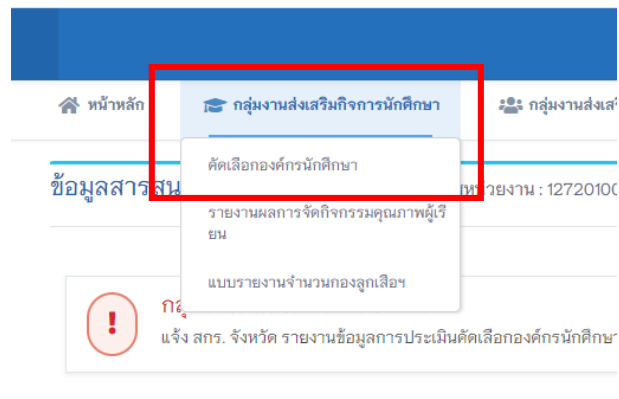 หน้าหลัก กลุ่มงานส่งเสริมกิจการนักศึกษา กลุ่มงานส่งเส
คัดเลือกองค์กรนักศึกษา
ข้อมูลสารสน หน่วยงาน : 12720100
รายงานผลการจัดกิจกรรมคุณภาพผู้เรี
ยน
แบบรายงานจำนวนกองลูกเสือฯ
แจ้ง สกร. จังหวัด รายงานข้อมูลการประเมินคัดเลือกองค์กรนักศึกษา